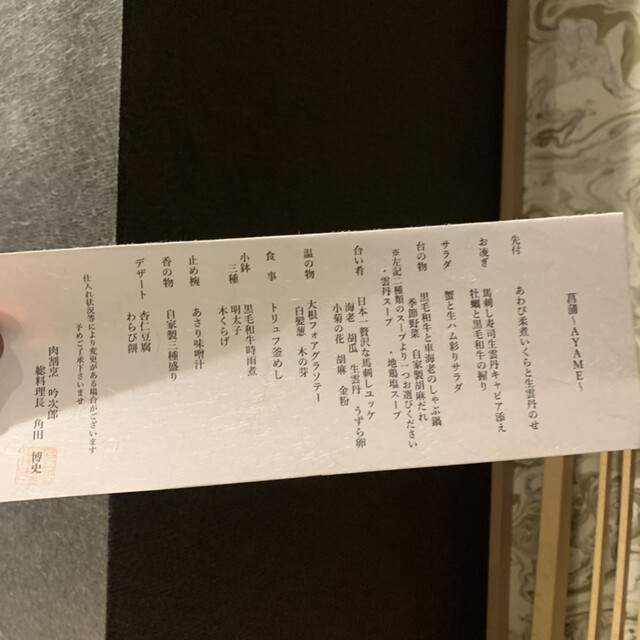 菖蒲～AYAME～
先付 あわび柔煮いくらと生雲丹のせ
お凌ぎ 馬刺し寿司生雲丹キャビア添え
牡蠣と黒毛和牛の握り
サラダ 蟹と生ハム彩りサラダ
台の物 黒毛和牛と車海老のしゃぶ鍋
季節野菜 自家製胡麻だれ
※左記二種類のスープより一つお選びください
・雲丹スープ ・地鶏塩スープ
合い肴 日本一贅沢な馬刺しユッケ
海老 胡瓜 生雲丹 うずら卵
小菊の花 胡麻 金粉
温の物 大根フォアグラソテー
白髪葱 木の芽
食事 トリュフ釜めし
小鉢三種 黒毛和牛時雨煮
明太子
木くらげ
止め椀 あさり味噌汁
香の物 自家製三種盛り
デザート 杏仁豆腐
わらび餅
仕入れ状況等により変更がある場合がございます
予めご了承下さいませ
肉割烹 吟次郎
総料理長 角田 博史